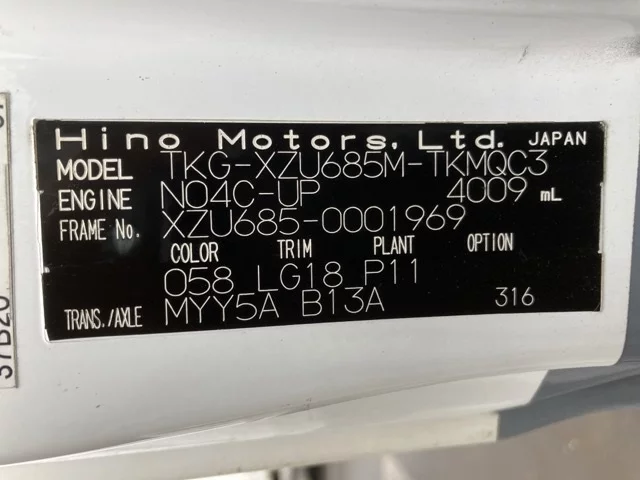 Hino Motors, Ltd. JAPAN
MODEL TKG-XZU685M-TKMQC3
ENGINE N04C-UP 4009 mL
FRAME No. XZU685-0001969
COLOR TRIM PLANT OPTION
058 LG18 P11
TRANS./AXLE MYY5A B13A 316